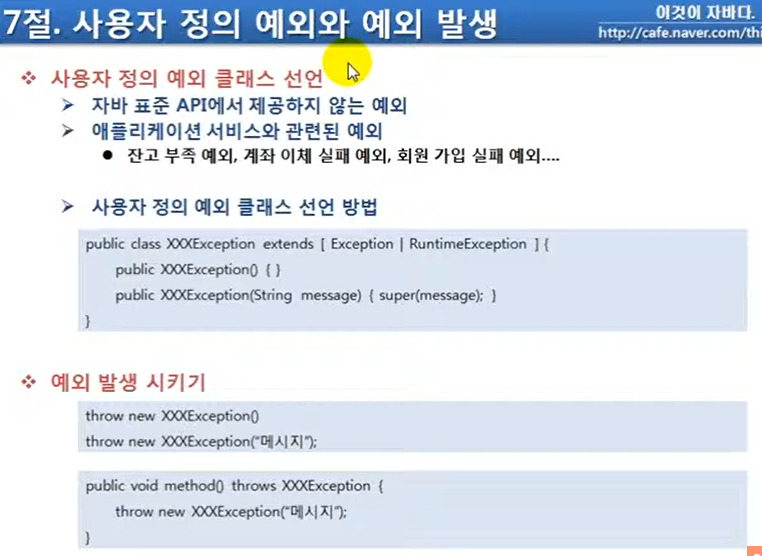 7절. 사용자 정의 예외와 예외 발생
이것이 자바다.
http://cafe.naver.com/thi
❖ 사용자 정의 예외 클래스 선언
➢ 자바 표준 API에서 제공하지 않는 예외
➢ 애플리케이션 서비스와 관련된 예외
● 잔고 부족 예외, 계좌 이체 실패 예외, 회원 가입 실패 예외....
➢ 사용자 정의 예외 클래스 선언 방법
public class XXXException extends [ Exception | RuntimeException ] {
public XXXException() { }
public XXXException(String message) { super(message); }
}
❖ 예외 발생 시키기
throw new XXXException()
throw new XXXException("메시지");
public void method() throws XXXException {
throw new XXXException("메시지");
}